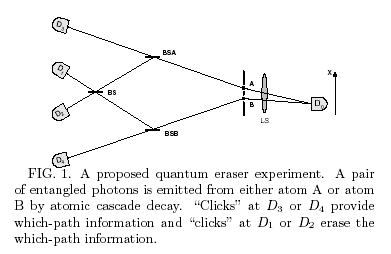 D₃
BSA
D
BS
A
X
B
D₀
LS
D₂
BSB
D₄
FIG. 1. A proposed quantum eraser experiment. A pair
of entangled photons is emitted from either atom A or atom
B by atomic cascade decay. “Clicks” at D₃ or D₄ provide
which-path information and “clicks” at D₁ or D₂ erase the
which-path information.